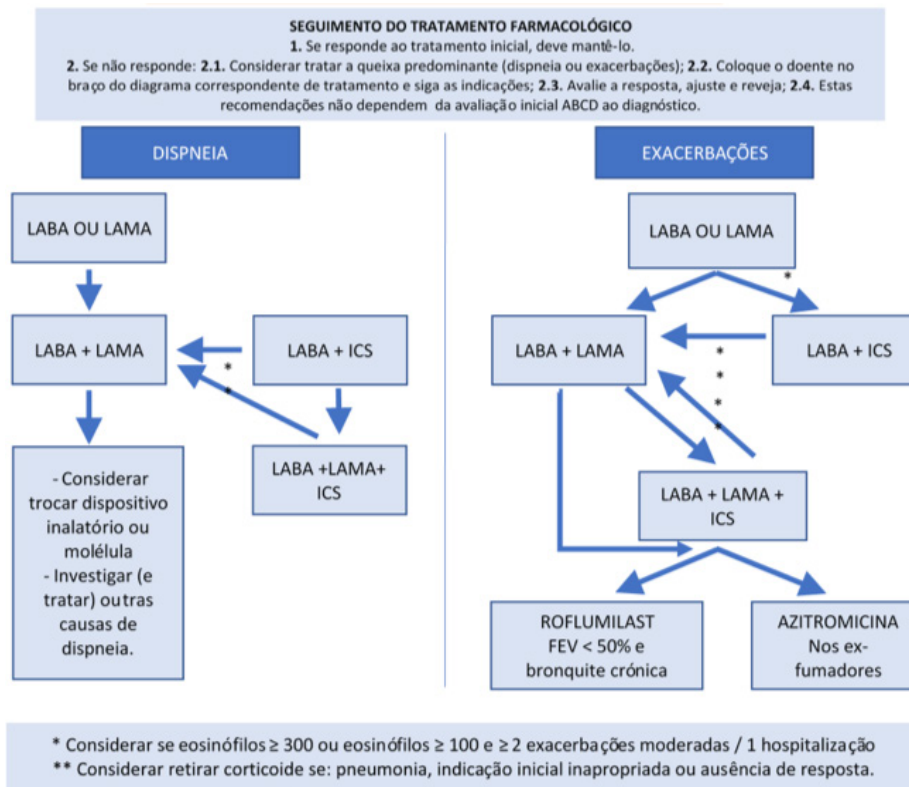 SEGUIMENTO DO TRATAMENTO FARMACOLÓGICO
1. Se responde ao tratamento inicial, deve mantê-lo.
2. Se não responde: 2.1. Considerar tratar a queixa predominante (dispneia ou exacerbações); 2.2. Coloque o doente no
braço do diagrama correspondente de tratamento e siga as indicações; 2.3. Avalie a resposta, ajuste e reveja; 2.4. Estas
recomendações não dependem da avaliação inicial ABCD ao diagnóstico.
DISPNEIA
LABA OU LAMA
LABA + LAMA
LABA + ICS
*
*
LABA +LAMA+
ICS
- Considerar
trocar dispositivo
inalatório ou
molélula
- Investigar (e
tratar) outras
causas de
dispneia.
EXACERBAÇÕES
LABA OU LAMA
*
LABA + LAMA
LABA + ICS
*
*
*
*
LABA + LAMA +
ICS
ROFLUMILAST
FEV < 50% e
bronquite crónica
AZITROMICINA
Nos ex-
fumadores
* Considerar se eosinófilos ≥ 300 ou eosinófilos ≥ 100 e ≥ 2 exacerbações moderadas / 1 hospitalização
** Considerar retirar corticoide se: pneumonia, indicação inicial inapropriada ou ausência de resposta.